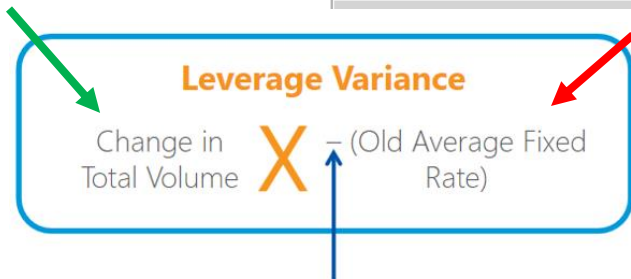 Leverage Variance
Change in X – (Old Average Fixed
Total Volume Rate)